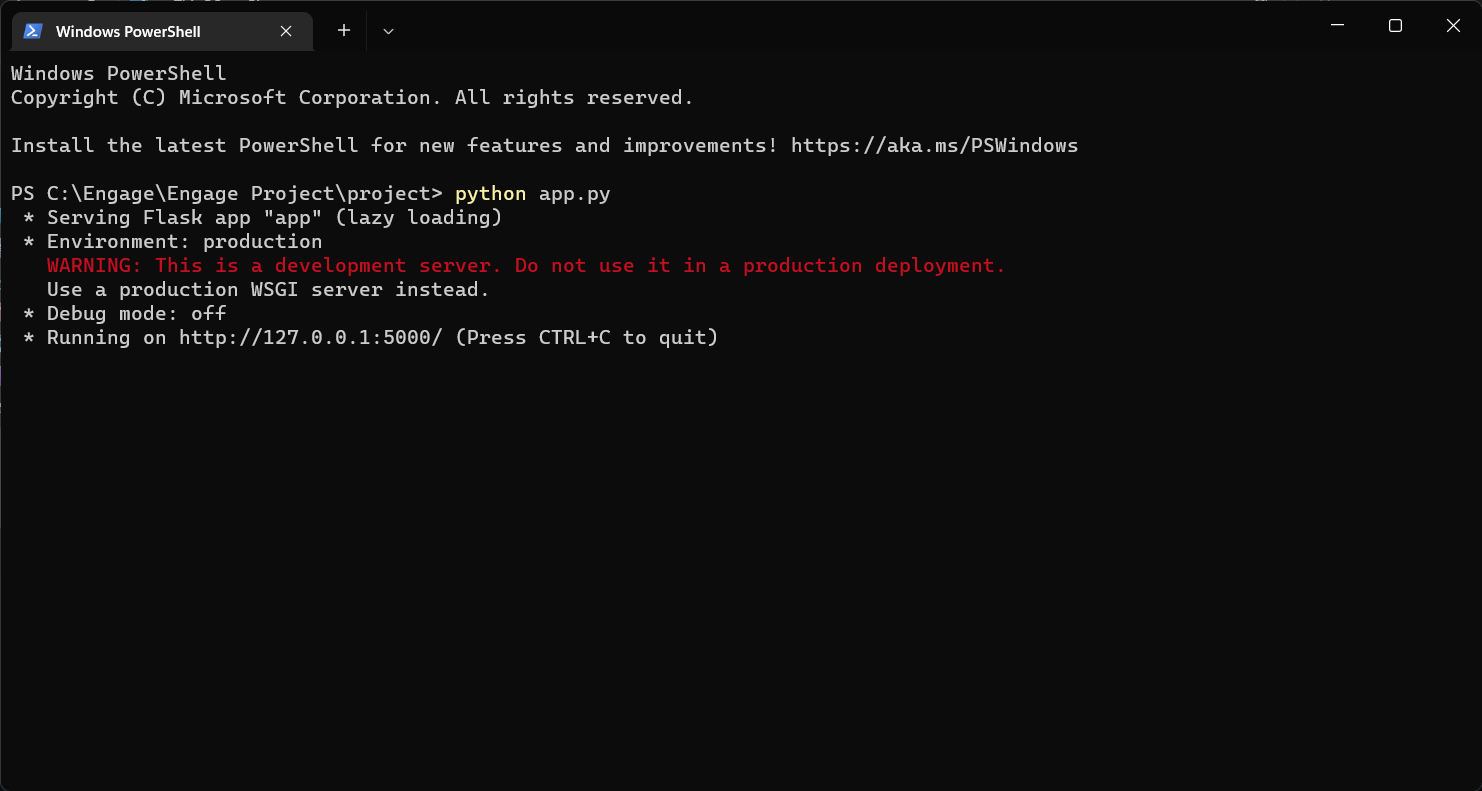 Windows PowerShell
Windows PowerShell
Copyright (C) Microsoft Corporation. All rights reserved.
Install the latest PowerShell for new features and improvements! https://aka.ms/PSWindows
PS C:\Engage\Engage Project\project> python app.py
* Serving Flask app "app" (lazy loading)
* Environment: production
WARNING: This is a development server. Do not use it in a production deployment.
Use a production WSGI server instead.
* Debug mode: off
* Running on http://127.0.0.1:5000/ (Press CTRL+C to quit)